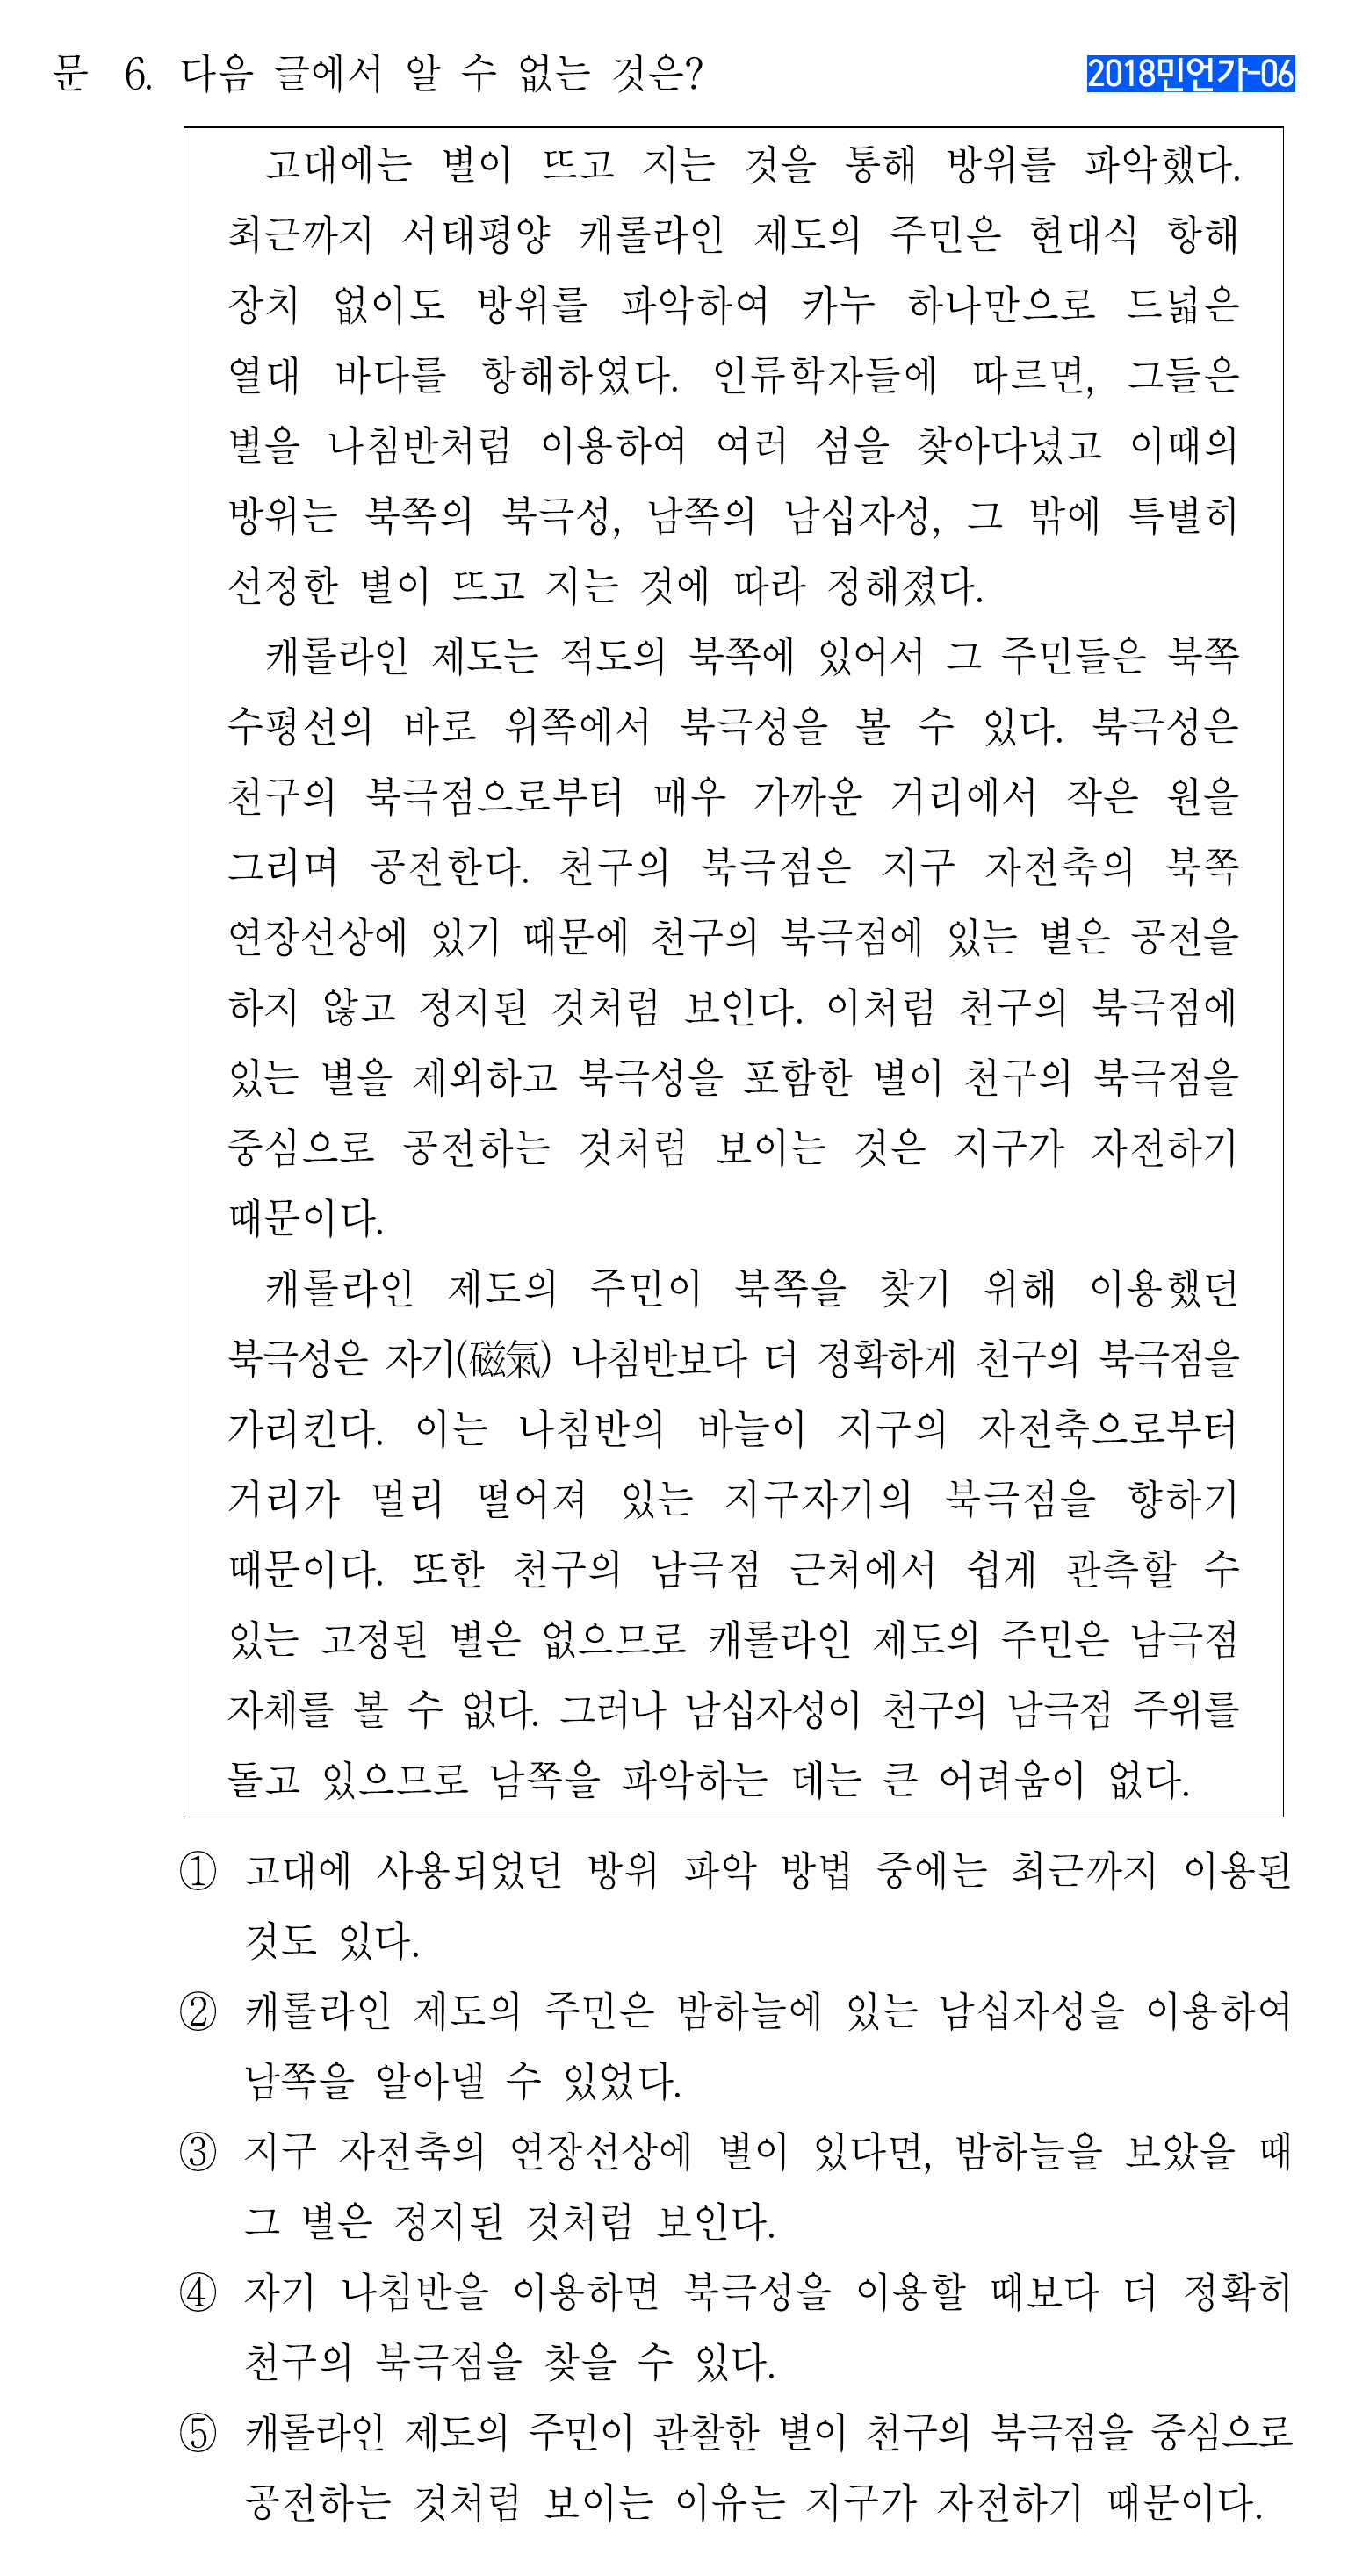 문 6. 다음 글에서 알 수 없는 것은?
2018민언가-06
고대에는 별이 뜨고 지는 것을 통해 방위를 파악했다.
최근까지 서태평양 캐롤라인 제도의 주민은 현대식 항해
장치 없이도 방위를 파악하여 카누 하나만으로 드넓은
열대 바다를 항해하였다. 인류학자들에 따르면, 그들은
별을 나침반처럼 이용하여 여러 섬을 찾아다녔고 이때의
방위는 북쪽의 북극성, 남쪽의 남십자성, 그 밖에 특별히
선정한 별이 뜨고 지는 것에 따라 정해졌다.
캐롤라인 제도는 적도의 북쪽에 있어서 그 주민들은 북쪽
수평선의 바로 위쪽에서 북극성을 볼 수 있다. 북극성은
천구의 북극점으로부터 매우 가까운 거리에서 작은 원을
그리며 공전한다. 천구의 북극점은 지구 자전축의 북쪽
연장선상에 있기 때문에 천구의 북극점에 있는 별은 공전을
하지 않고 정지된 것처럼 보인다. 이처럼 천구의 북극점에
있는 별을 제외하고 북극성을 포함한 별이 천구의 북극점을
중심으로 공전하는 것처럼 보이는 것은 지구가 자전하기
때문이다.
캐롤라인 제도의 주민이 북쪽을 찾기 위해 이용했던
북극성은 자기(磁氣) 나침반보다 더 정확하게 천구의 북극점을
가리킨다. 이는 나침반의 바늘이 지구의 자전축으로부터
거리가 멀리 떨어져 있는 지구자기의 북극점을 향하기
때문이다. 또한 천구의 남극점 근처에서 쉽게 관측할 수
있는 고정된 별은 없으므로 캐롤라인 제도의 주민은 남극점
자체를 볼 수 없다. 그러나 남십자성이 천구의 남극점 주위를
돌고 있으므로 남쪽을 파악하는 데는 큰 어려움이 없다.
① 고대에 사용되었던 방위 파악 방법 중에는 최근까지 이용된
것도 있다.
② 캐롤라인 제도의 주민은 밤하늘에 있는 남십자성을 이용하여
남쪽을 알아낼 수 있었다.
③ 지구 자전축의 연장선상에 별이 있다면, 밤하늘을 보았을 때
그 별은 정지된 것처럼 보인다.
④ 자기 나침반을 이용하면 북극성을 이용할 때보다 더 정확히
천구의 북극점을 찾을 수 있다.
⑤ 캐롤라인 제도의 주민이 관찰한 별이 천구의 북극점을 중심으로
공전하는 것처럼 보이는 이유는 지구가 자전하기 때문이다.